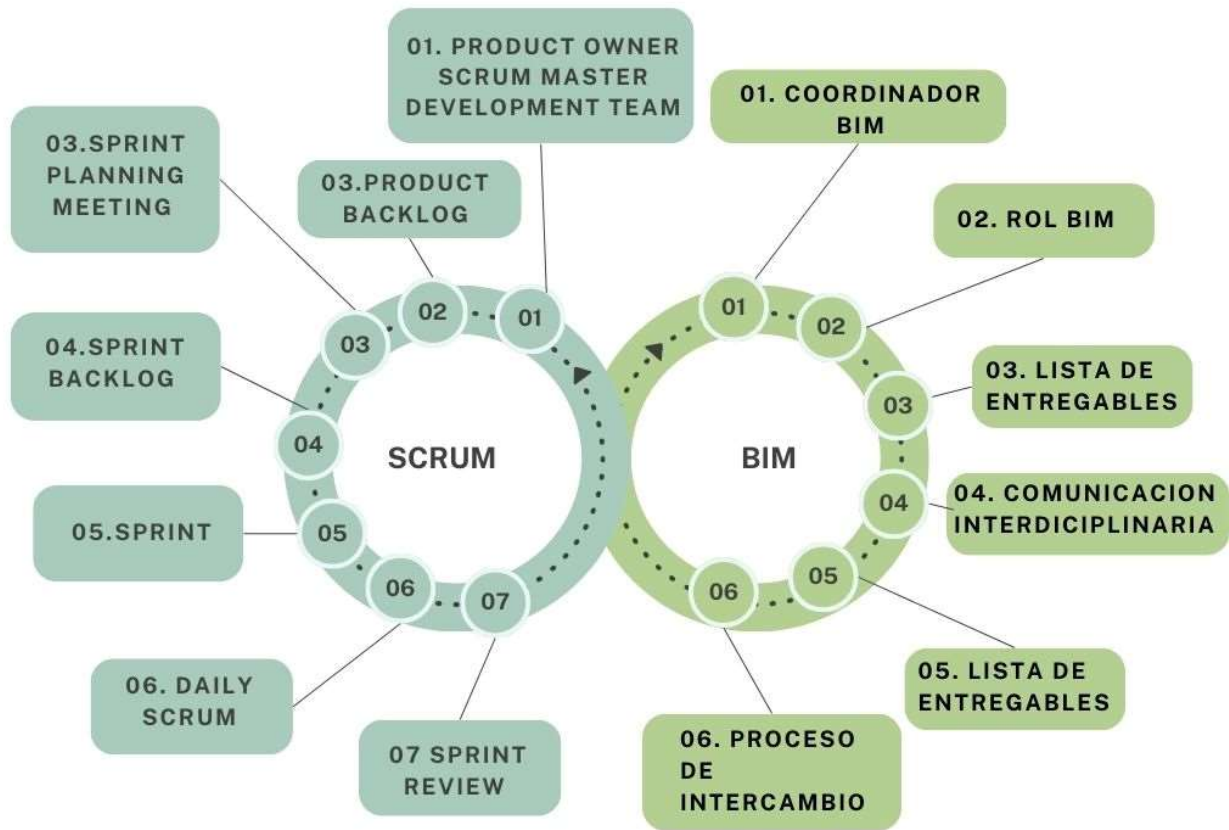 01. PRODUCT OWNER
SCRUM MASTER
DEVELOPMENT TEAM
03.PRODUCT
BACKLOG
03.SPRINT
PLANNING
MEETING
04.SPRINT
BACKLOG
05.SPRINT
06. DAILY
SCRUM
07 SPRINT
REVIEW
01
02
03
04
05
06
07
SCRUM
01. COORDINADOR
BIM
02. ROL BIM
03. LISTA DE
ENTREGABLES
04. COMUNICACION
INTERDICIPLINARIA
05. LISTA DE
ENTREGABLES
06. PROCESO
DE
INTERCAMBIO
01
02
03
04
05
06
BIM